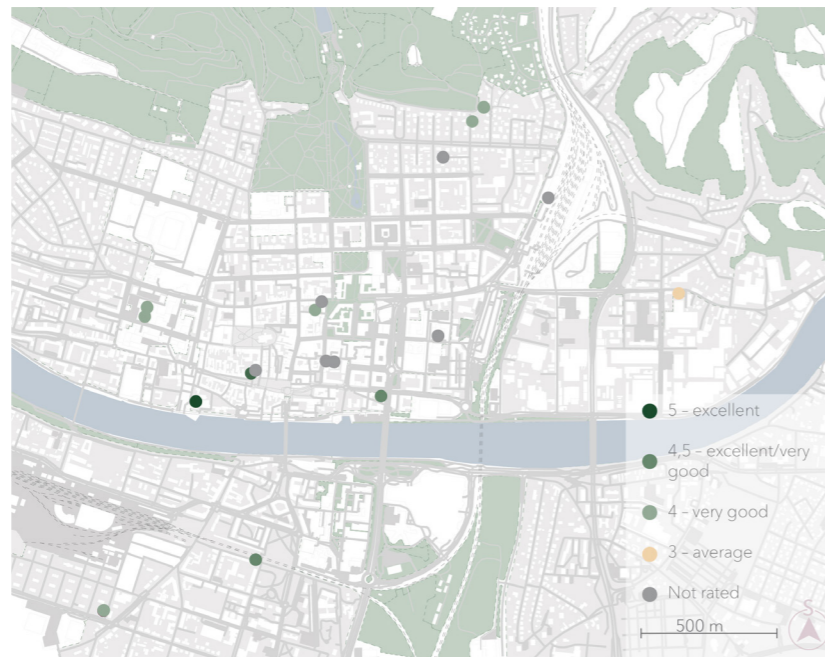 5 – excellent
4,5 – excellent/very
good
4 – very good
3 – average
Not rated
500 m
S